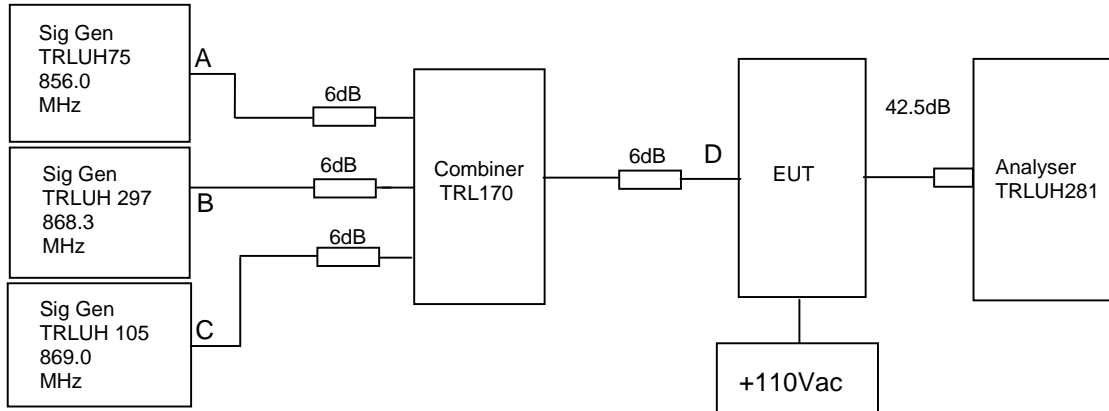 Sig Gen
TRLUH75
856.0
MHz
A
6dB
Sig Gen
TRLUH 297
868.3
MHz
B
6dB
Sig Gen
TRLUH 105
869.0
MHz
C
6dB
Combiner
TRL170
6dB
D
EUT
+110Vac
42.5dB
Analyser
TRLUH281